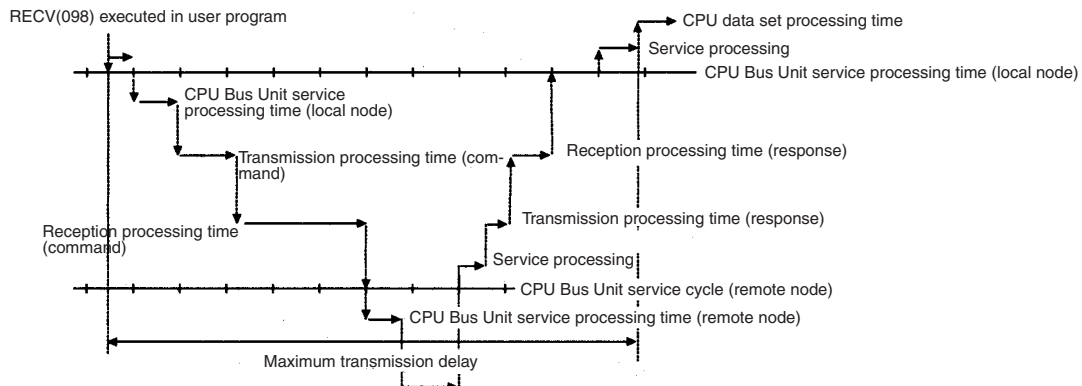 RECV(098) executed in user program
CPU data set processing time
Service processing
CPU Bus Unit service processing time (local node)
CPU Bus Unit service
processing time (local node)
Transmission processing time (com-
mand)
Reception processing time (response)
Reception processing time
(command)
Transmission processing time (response)
Service processing
CPU Bus Unit service cycle (remote node)
CPU Bus Unit service processing time (remote node)
Maximum transmission delay